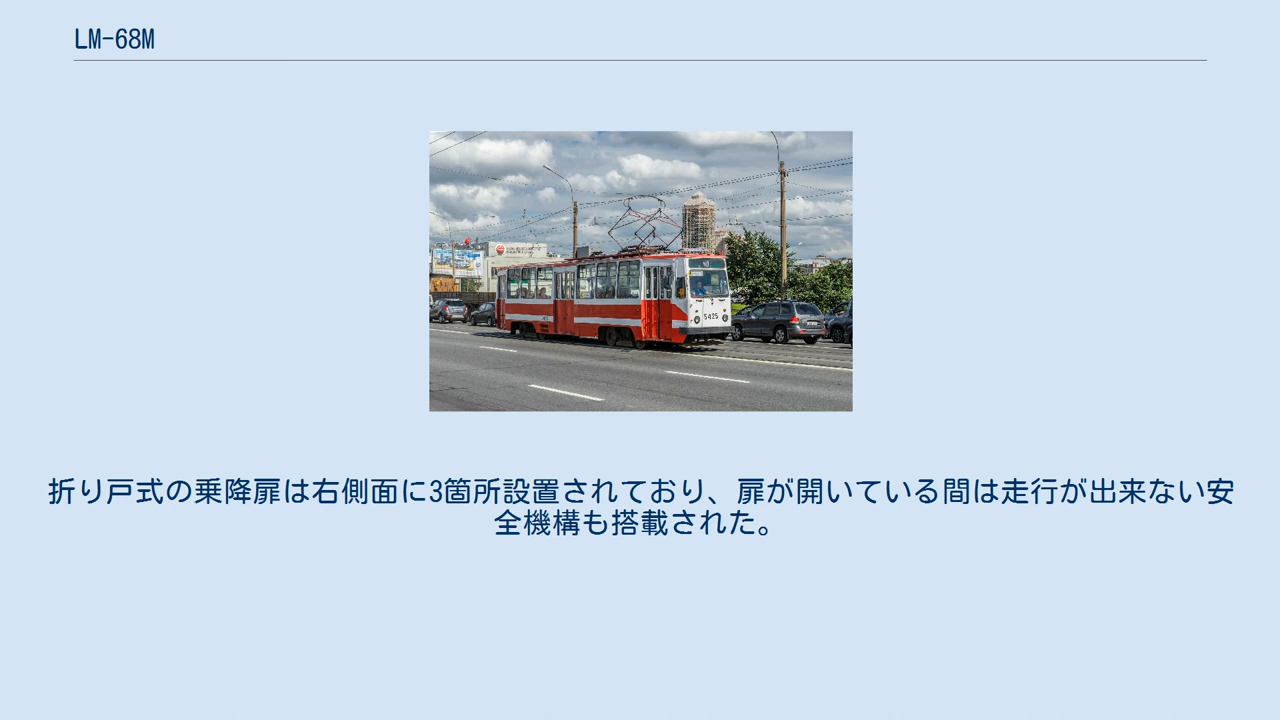 LM-68M
5425
折り戸式の乗降扉は右側面に3箇所設置されており、扉が開いている間は走行が出来ない安
全機構も搭載された。